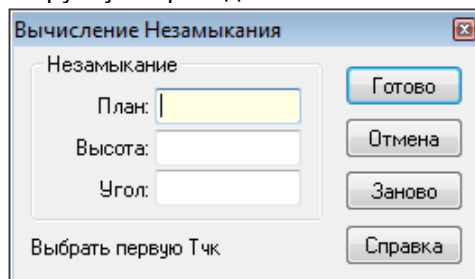 Вычисление Незамыкания
Незамыкание
План:
Высота:
Угол:
Готово
Отмена
Заново
Справка
Выбрать первую Тчк